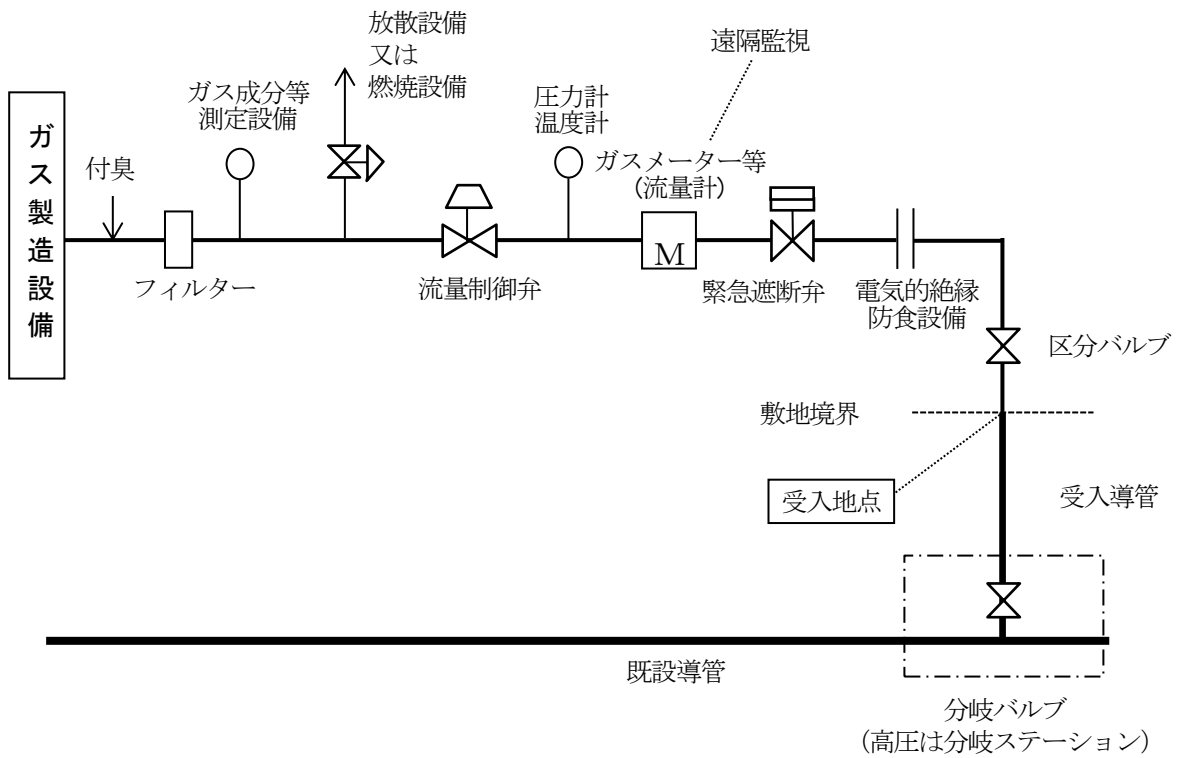 放散設備
又は
燃焼設備
遠隔監視
ガス成分等
測定設備
圧力計
温度計
ガス製造設備
付臭
ガスメーター等
(流量計)
M
フィルター
流量制御弁
緊急遮断弁
電気的絶縁
防食設備
区分バルブ
敷地境界
受入地点
受入導管
既設導管
分岐バルブ
(高圧は分岐ステーション)